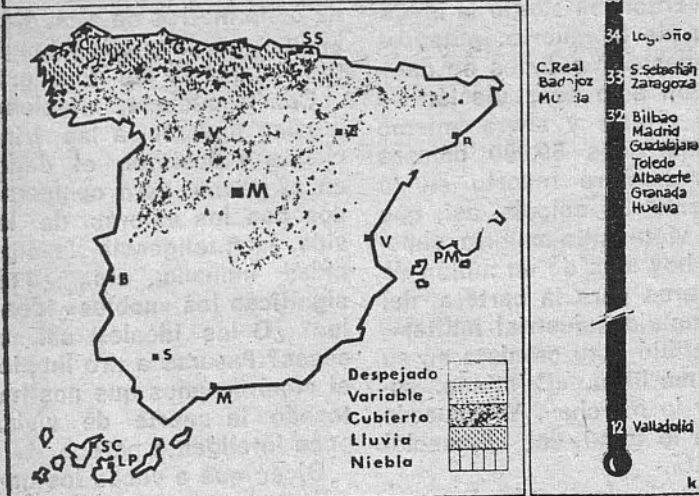 SS
C
G
V
Z
B
M
V
PM
B
S
M
SC
LP
Despejado
Variable
Cubierto
Lluvia
Niebla
34 Logroño
C.Real
Badajoz
33 S.Sebastián
Zaragoza
32 Bilbao
Madrid
Guadalajara
Toledo
Albacete
Granada
Huelva
12 Valladolid